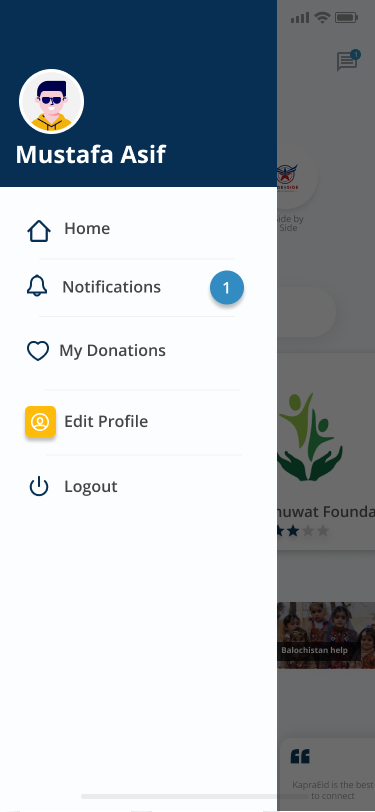 1
Mustafa Asif
Home
Notifications
1
My Donations
Edit Profile
Logout
ide by
Side
huwat Founda
Balochistan help
KapraEid is the best
to connect